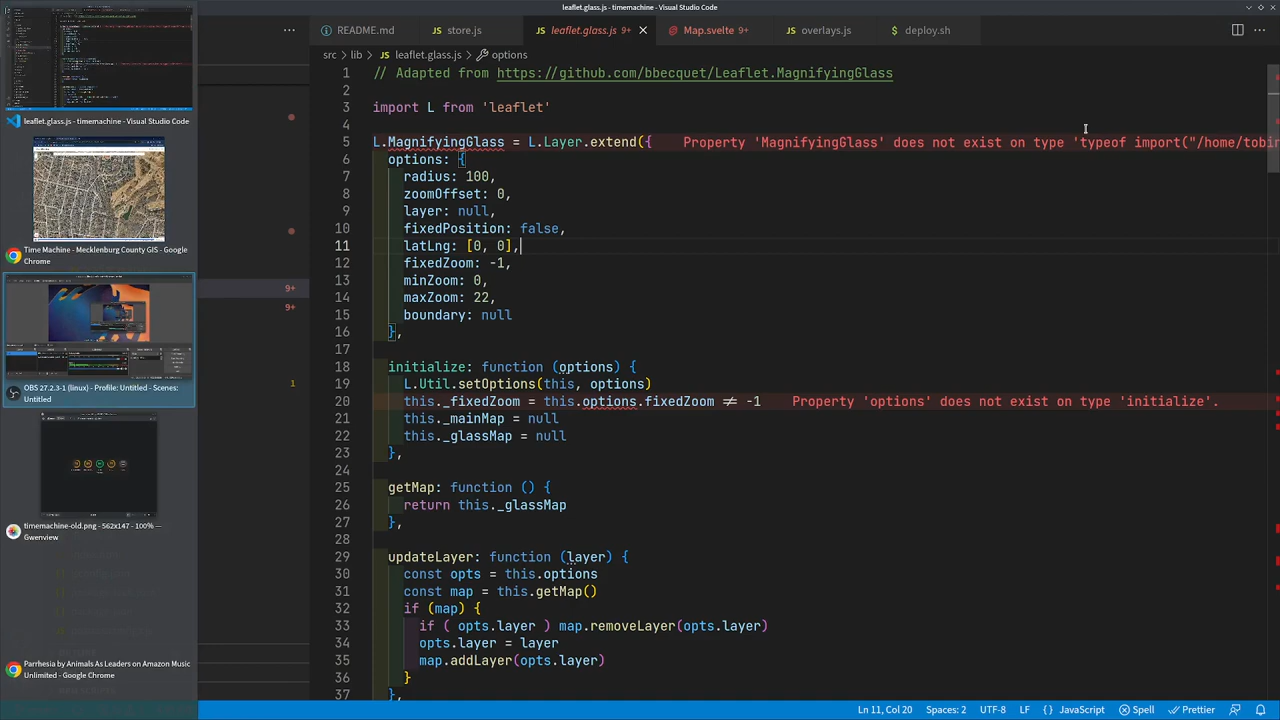 leaflet.glass.js - timemachine - Visual Studio Code
leaflet.glass.js - timemachine - Visual Studio Code
Time Machine - Mecklenburg County GIS - Google
Chrome
OBS 27.2.3-1 (linux) - Profile: Untitled - Scenes:
Untitled
timemachine-old.png - 562x147 - 100% —
Gwenview
Parrhesia by Animals As Leaders on Amazon Music
Unlimited - Google Chrome
9+
9+
1
README.md
store.js
leaflet.glass.js 9+
Map.svelte 9+
overlays.js
deploy.sh
src > lib > leaflet.glass.js > options
1 // Adapted from https://github.com/bbecquet/Leaflet.MagnifyingGlass
2
3 import L from 'leaflet'
4
5 L.MagnifyingGlass = L.Layer.extend({ Property 'MagnifyingGlass' does not exist on type 'typeof import("/home/tobin
6 options: {
7 radius: 100,
8 zoomOffset: 0,
9 layer: null,
10 fixedPosition: false,
11 latLng: [0, 0],
12 fixedZoom: -1,
13 minZoom: 0,
14 maxZoom: 22,
15 boundary: null
16 },
17
18 initialize: function (options) {
19 L.Util.setOptions(this, options)
20 this._fixedZoom = this.options.fixedZoom ≠ -1 Property 'options' does not exist on type 'initialize'.
21 this._mainMap = null
22 this._glassMap = null
23 },
24
25 getMap: function () {
26 return this._glassMap
27 },
28
29 updateLayer: function (layer) {
30 const opts = this.options
31 const map = this.getMap()
32 if (map) {
33 if ( opts.layer ) map.removeLayer(opts.layer)
34 opts.layer = layer
35 map.addLayer(opts.layer)
36 }
37 },
Ln 11, Col 20 Spaces: 2 UTF-8 LF {} JavaScript Spell Prettier